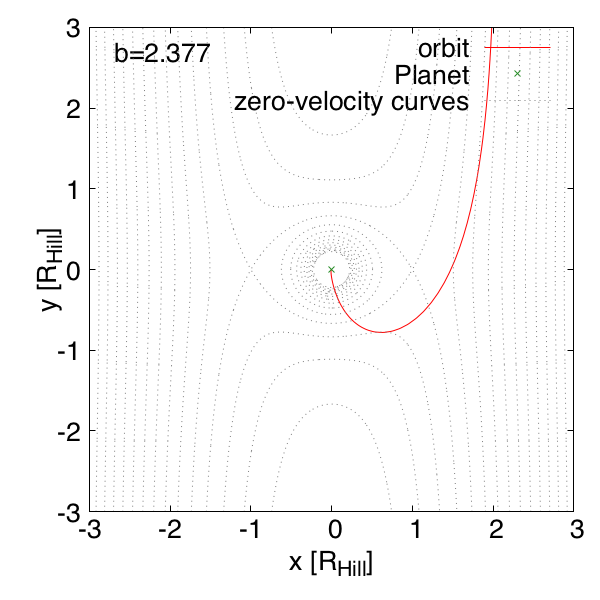 b=2.377
orbit
Planet
zero-velocity curves
3
2
1
0
-1
-2
-3
y [R_Hill]
-3
-2
-1
0
1
2
3
x [R_Hill]